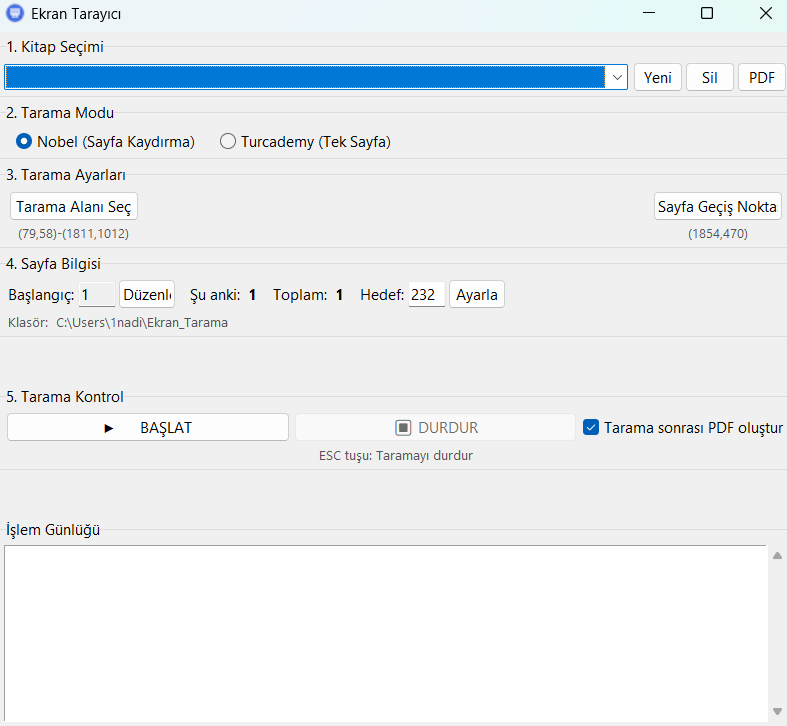 Ekran Tarayıcı
1. Kitap Seçimi
Yeni Sil PDF
2. Tarama Modu
Nobel (Sayfa Kaydırma) Turcademy (Tek Sayfa)
3. Tarama Ayarları
Tarama Alanı Seç Sayfa Geçiş Nokta
(79,58)-(1811,1012) (1854,470)
4. Sayfa Bilgisi
Başlangıç: 1 Düzenle Şu anki: 1 Toplam: 1 Hedef: 232 Ayarla
Klasör: C:\Users\1nadi\Ekran_Tarama
5. Tarama Kontrol
► BAŞLAT DURDUR Tarama sonrası PDF oluştur
ESC tuşu: Taramayı durdur
İşlem Günlüğü